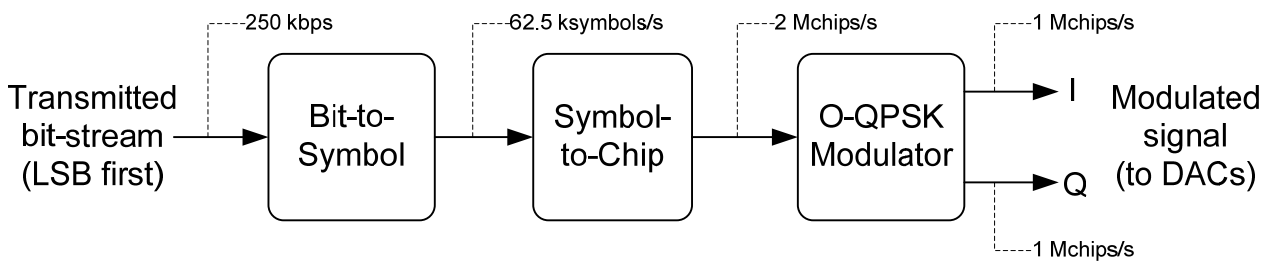 250 kbps
62.5 ksymbols/s
2 Mchips/s
1 Mchips/s
Transmitted
bit-stream
(LSB first)
Bit-to-
Symbol
Symbol-
to-Chip
O-QPSK
Modulator
I
Q
Modulated
signal
(to DACs)
1 Mchips/s